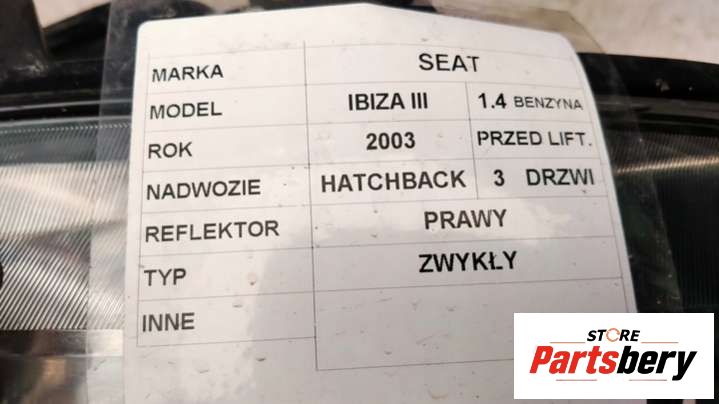 MARKA SEAT
MODEL IBIZA III 1.4 BENZYNA
ROK 2003 PRZED LIFT.
NADWOZIE HATCHBACK 3 DRZWI
REFLEKTOR PRAWY
TYP ZWYKŁY
INNE
STORE
Partsbery